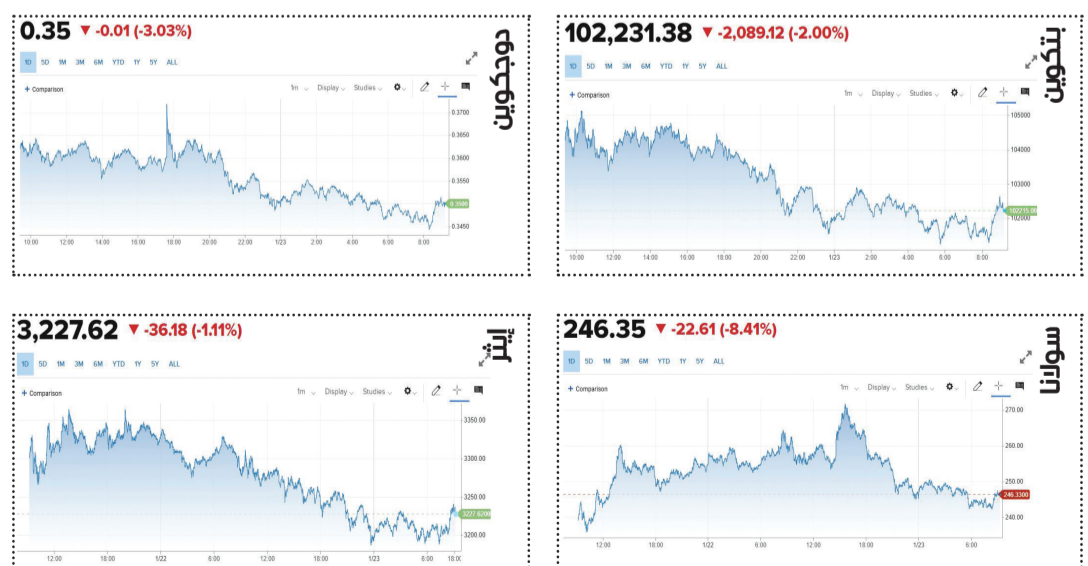 دوجكوين
0.35 ▼ -0.01 (-3.03%)
1D 5D 1M 3M 6M YTD 1Y 5Y ALL
+ Comparison
1m Display Studies
0.3700
0.3650
0.3600
0.3550
0.3500
0.3450
10:00 12:00 14:00 16:00 18:00 20:00 22:00 1/23 2:00 4:00 6:00 8:00
بتكوين
102,231.38 ▼ -2,089.12 (-2.00%)
1D 5D 1M 3M 6M YTD 1Y 5Y ALL
+ Comparison
1m Display Studies
105000
104000
103000
102215.00
102000
10:00 12:00 14:00 16:00 18:00 20:00 22:00 1/23 2:00 4:00 6:00 8:00
إيثر
3,227.62 ▼ -36.18 (-1.11%)
1D 5D 1M 3M 6M YTD 1Y 5Y ALL
+ Comparison
1m Display Studies
3350.00
3300.00
3250.00
3227.6200
3200.00
12:00 18:00 1/22 6:00 12:00 18:00 1/23 8:00 18:0
سولانا
246.35 ▼ -22.61 (-8.41%)
1D 5D 1M 3M 6M YTD 1Y 5Y ALL
+ Comparison
1m Display Studies
270.00
260.00
250.00
246.3300
240.00
12:00 18:00 1/22 6:00 12:00 18:00 1/23 6:00